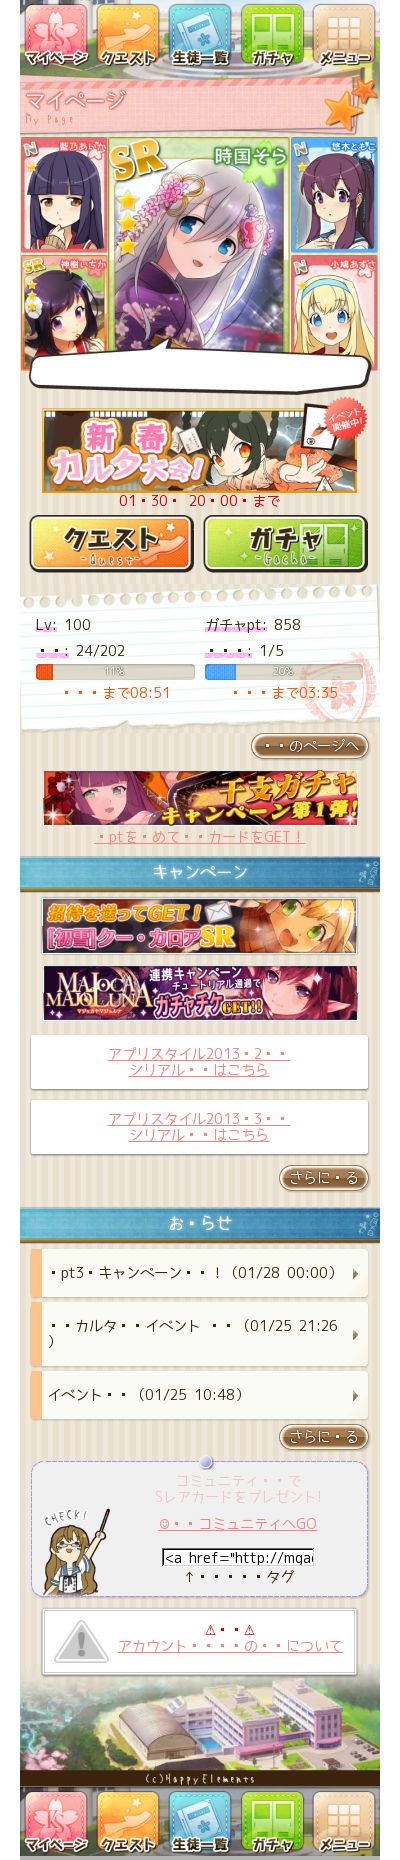 マイページ クエスト 生徒一覧 ガチャ メニュー
マイページ
My Page
N 藍乃あいか
SR 時国そら
N 悠木ともこ
SR 神樹いちか
N 小鳩あずさ
イベント
開催中!
新春
カルタ大会!
01・30・ 20・00・まで
クエスト
-Quest-
ガチャ
-Gacha-
Lv: 100 ガチャpt: 858
・・: 24/202 ・・・: 1/5
11% 20%
・・・まで08:51 ・・・まで03:35
・・のページへ
干支ガチャ
キャンペーン第1弾!
・ptを・めて・・カードをGET!
キャンペーン
招待を送ってGET!
[初雪]クー・カロアSR
MAJOCA
MAJOLUNA
マジョカマジョルナ
連携キャンペーン
チュートリアル通過で
ガチャチケGET!!
アプリスタイル2013・2・・
シリアル・・はこちら
アプリスタイル2013・3・・
シリアル・・はこちら
さらに・る
お・らせ
・pt3・キャンペーン・・！（01/28 00:00）
・・カルタ・・イベント ・・（01/25 21:26
）
イベント・・（01/25 10:48）
さらに・る
コミュニティ・・で
Sレアカードをプレゼント!
☺・・コミュニティへGO
CHECK!
<a href="http://mgac
↑・・・・・タグ
⚠・・⚠
アカウント・・・・の・・について
(c)HappyElements
マイページ クエスト 生徒一覧 ガチャ メニュー